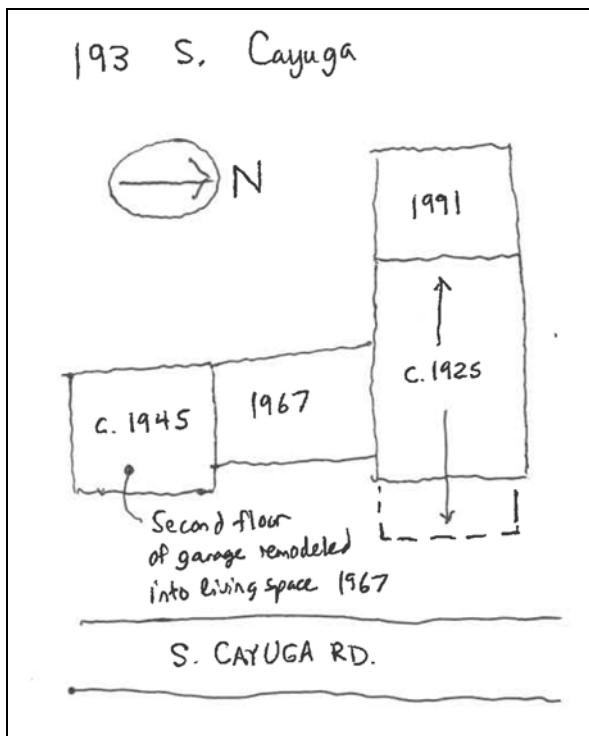 193 S. Cayuga
N
1991
c. 1925
1967
c. 1945
Second floor
of garage remodeled
into living space 1967
S. CAYUGA RD.